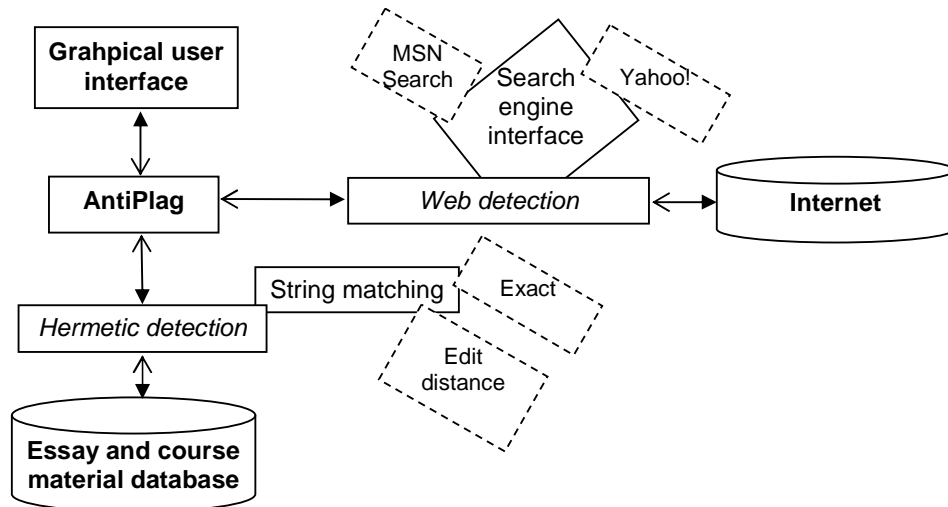 Grahpical user
interface
MSN
Search
Search
engine
interface
Yahoo!
AntiPlag
Web detection
Internet
String matching
Exact
Hermetic detection
Edit
distance
Essay and course
material database